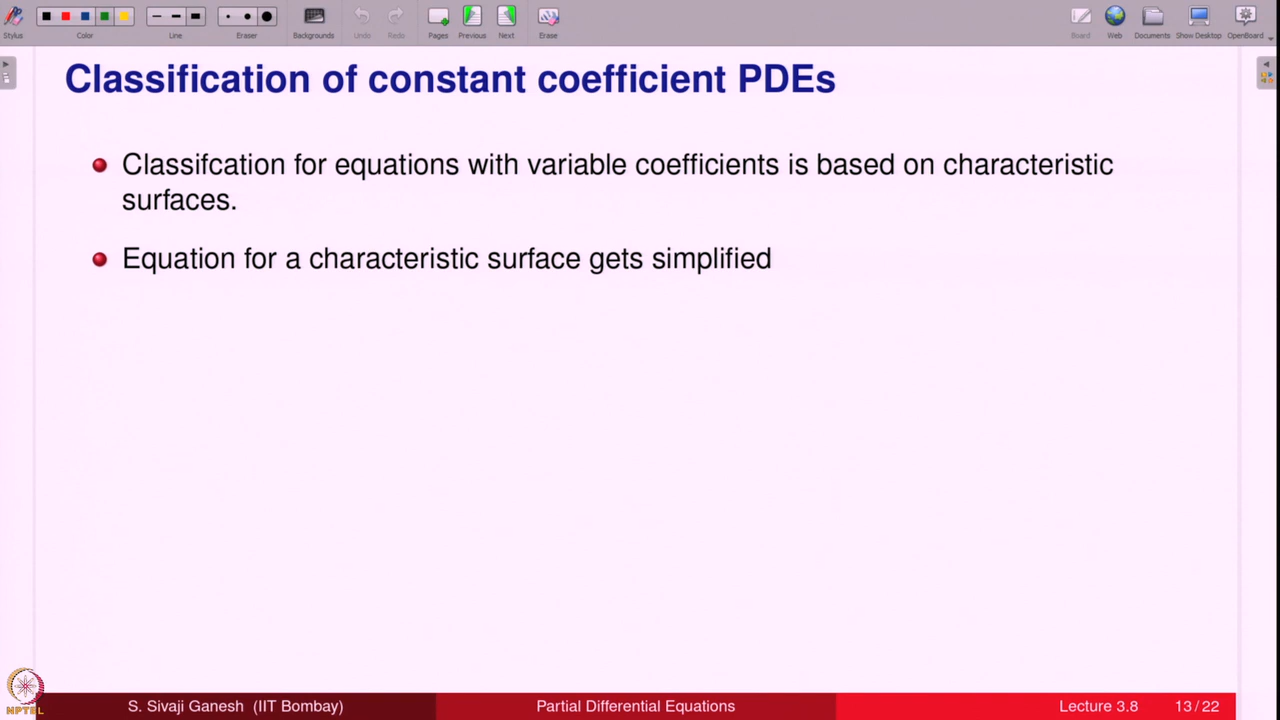 Stylus
Color
Line
Eraser
Backgrounds
Undo
Redo
Pages
Previous
Next
Erase
Board
Web
Documents
Show Desktop
OpenBoard
Classification of constant coefficient PDEs
Classifcation for equations with variable coefficients is based on characteristic
surfaces.
Equation for a characteristic surface gets simplified
NPTEL
S. Sivaji Ganesh (IIT Bombay)
Partial Differential Equations
Lecture 3.8
13/22